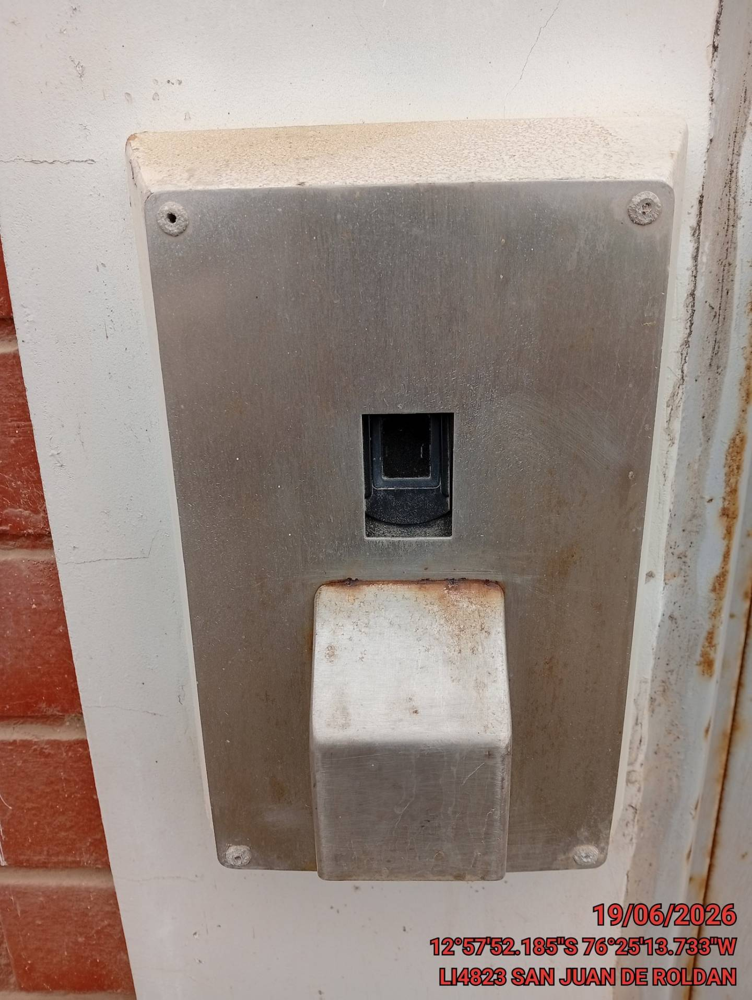 19/06/2026
12°57'52.185"S 76°25'13.733"W
LI4823 SAN JUAN DE ROLDAN